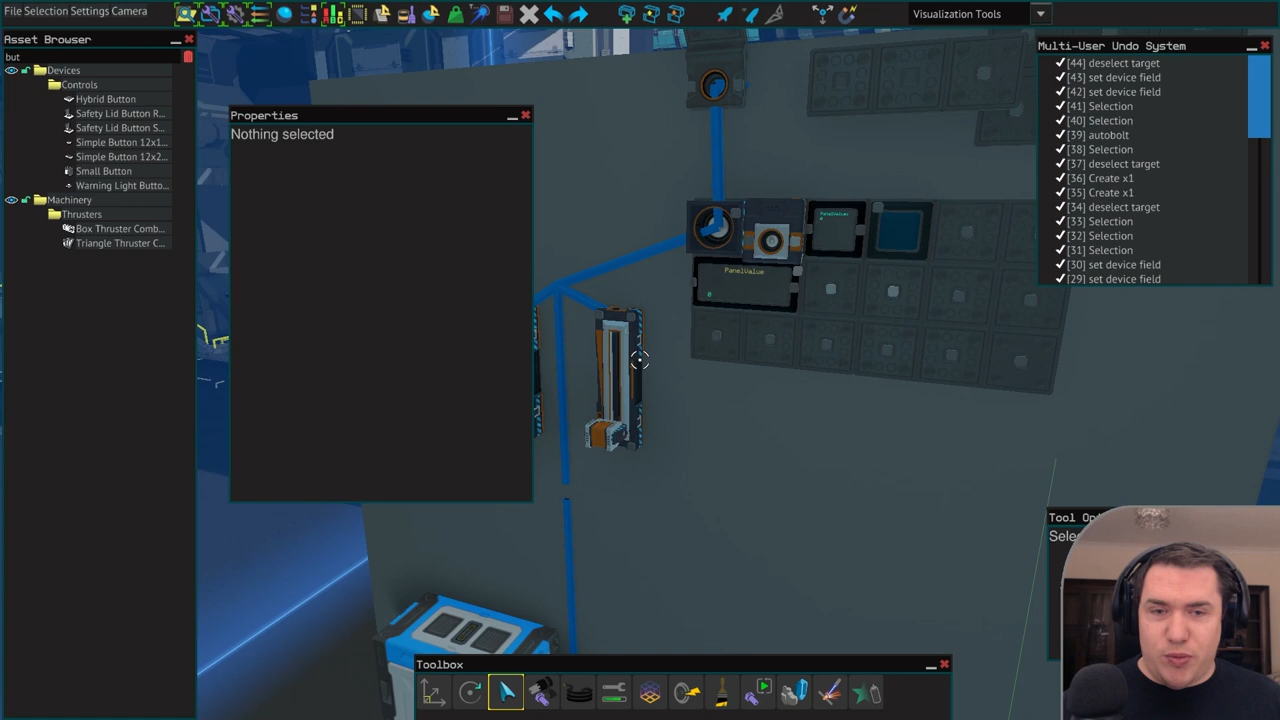 File Selection Settings Camera
Visualization Tools
Asset Browser
but
Devices
Controls
Hybrid Button
Safety Lid Button R...
Safety Lid Button S...
Simple Button 12x1...
Simple Button 12x2...
Small Button
Warning Light Butto...
Machinery
Thrusters
Box Thruster Comb...
Triangle Thruster C...
Properties
Nothing selected
PanelValue
0
PanelValue
0
Multi-User Undo System
[44] deselect target
[43] set device field
[42] set device field
[41] Selection
[40] Selection
[39] autobolt
[38] Selection
[37] deselect target
[36] Create x1
[35] Create x1
[34] deselect target
[33] Selection
[32] Selection
[31] Selection
[30] set device field
[29] set device field
Toolbox